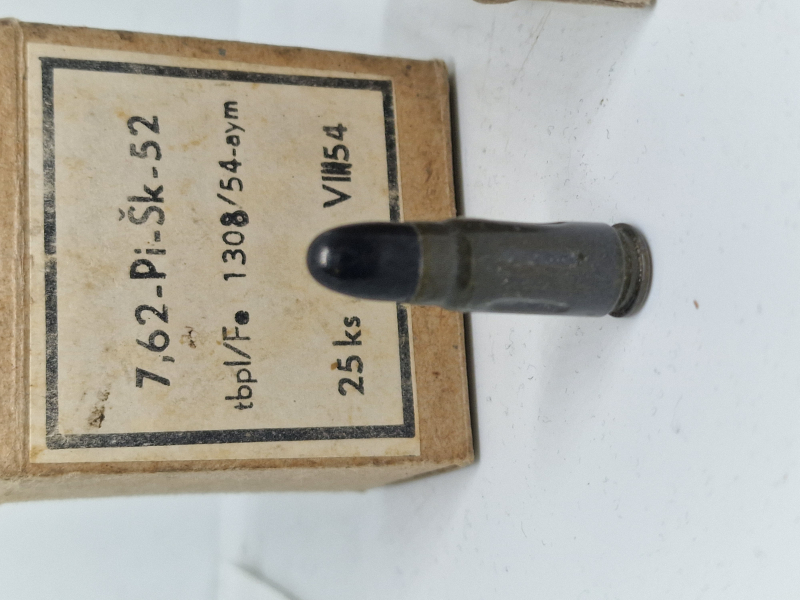 7,62-Pi-Šk-52
tbpl/Fe 1308/54-aym
25 ks VIII54